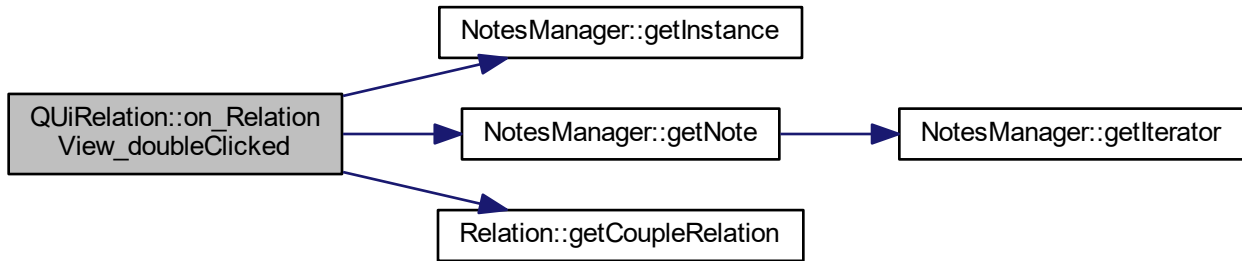 NotesManager::getInstance
QUiRelation::on_Relation
View_doubleClicked
NotesManager::getNote
NotesManager::getIterator
Relation::getCoupleRelation